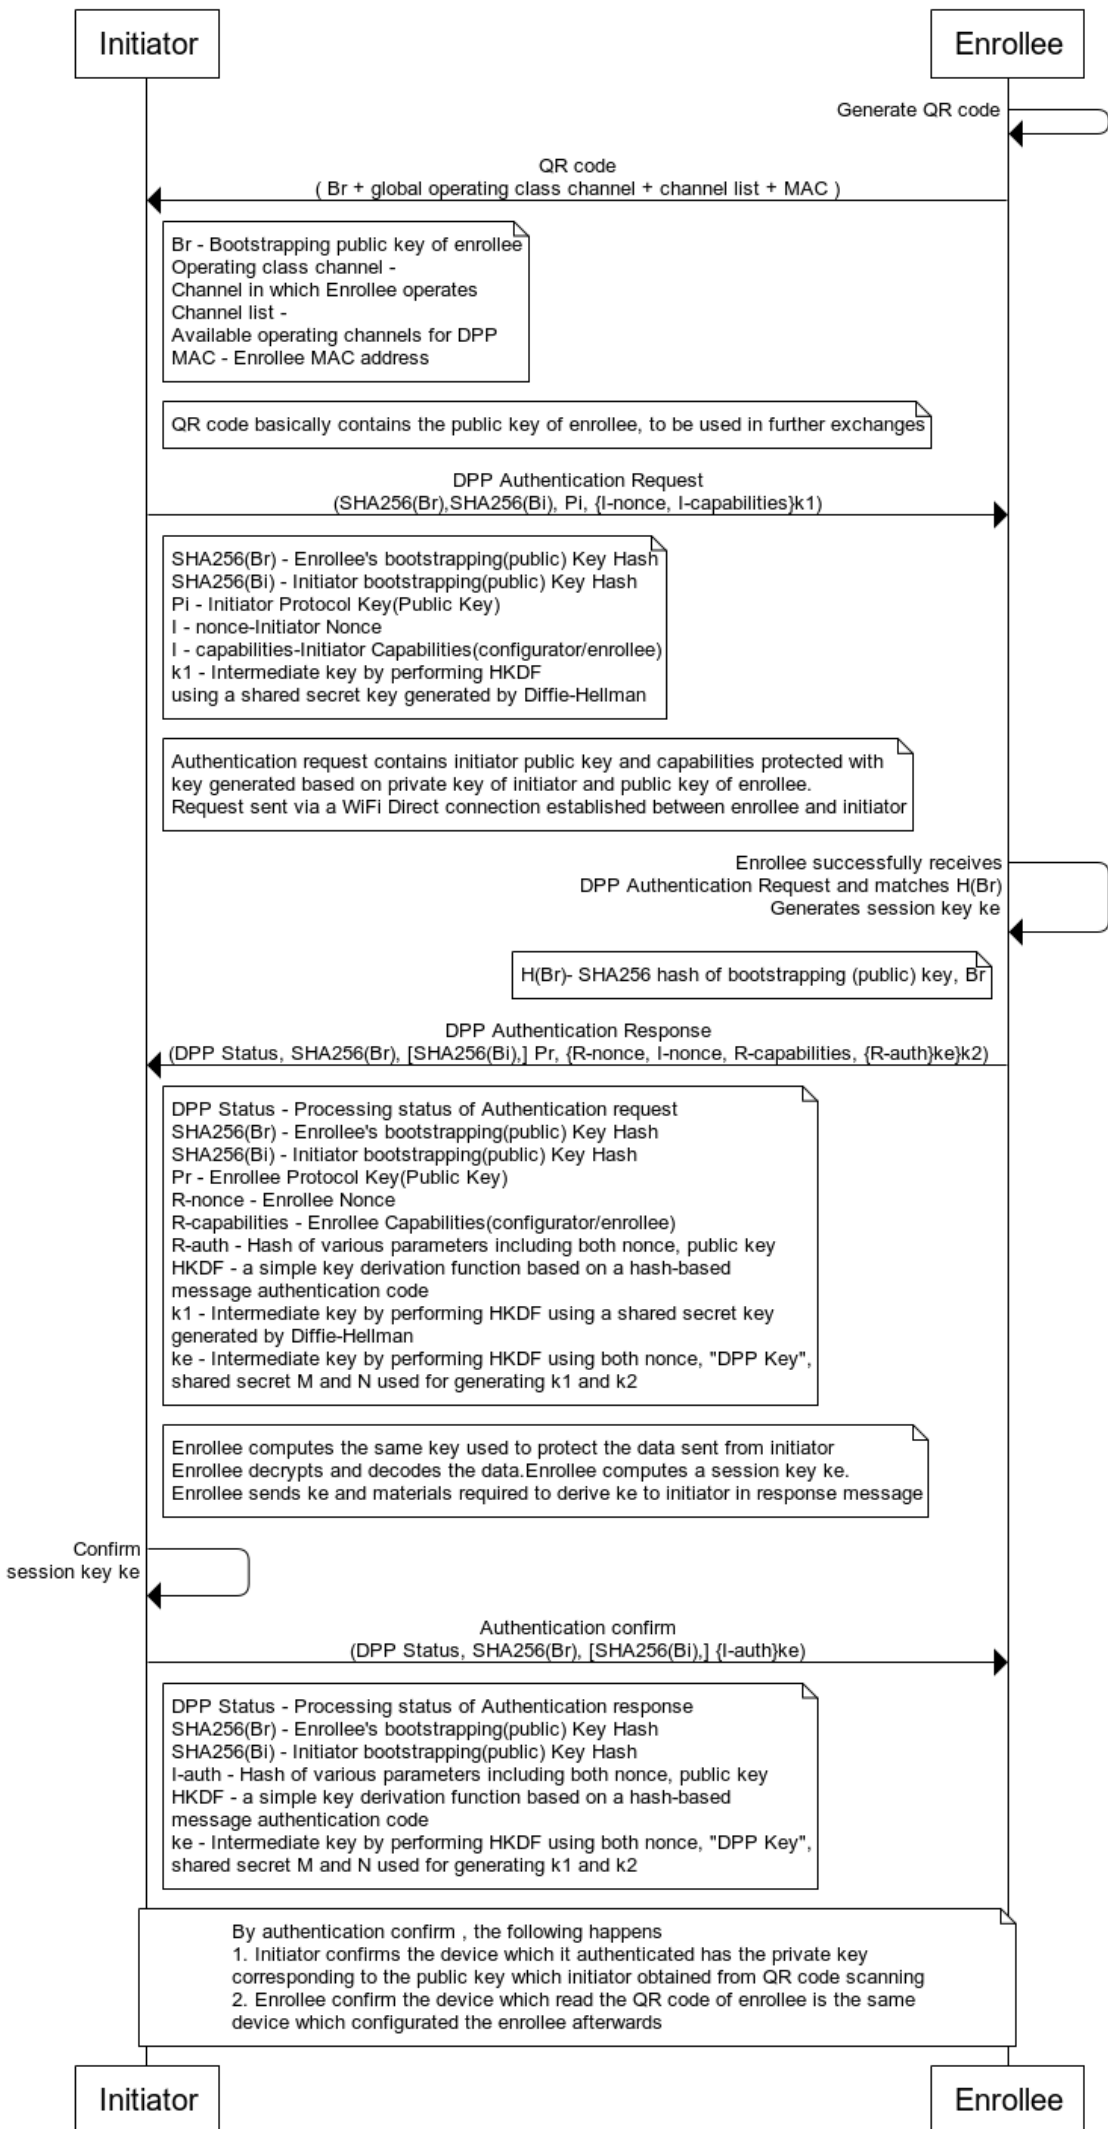 Initiator
Enrollee
Generate QR code
QR code
( Br + global operating class channel + channel list + MAC )
Br - Bootstrapping public key of enrollee
Operating class channel -
Channel in which Enrollee operates
Channel list -
Available operating channels for DPP
MAC - Enrollee MAC address
QR code basically contains the public key of enrollee, to be used in further exchanges
DPP Authentication Request
(SHA256(Br),SHA256(Bi), Pi, {I-nonce, I-capabilities}k1)
SHA256(Br) - Enrollee's bootstrapping(public) Key Hash
SHA256(Bi) - Initiator bootstrapping(public) Key Hash
Pi - Initiator Protocol Key(Public Key)
I - nonce-Initiator Nonce
I - capabilities-Initiator Capabilities(configurator/enrollee)
k1 - Intermediate key by performing HKDF
using a shared secret key generated by Diffie-Hellman
Authentication request contains initiator public key and capabilities protected with
key generated based on private key of initiator and public key of enrollee.
Request sent via a WiFi Direct connection established between enrollee and initiator
Enrollee successfully receives
DPP Authentication Request and matches H(Br)
Generates session key ke
H(Br)- SHA256 hash of bootstrapping (public) key, Br
DPP Authentication Response
(DPP Status, SHA256(Br), [SHA256(Bi),] Pr, {R-nonce, I-nonce, R-capabilities, {R-auth}ke}k2)
DPP Status - Processing status of Authentication request
SHA256(Br) - Enrollee's bootstrapping(public) Key Hash
SHA256(Bi) - Initiator bootstrapping(public) Key Hash
Pr - Enrollee Protocol Key(Public Key)
R-nonce - Enrollee Nonce
R-capabilities - Enrollee Capabilities(configurator/enrollee)
R-auth - Hash of various parameters including both nonce, public key
HKDF - a simple key derivation function based on a hash-based
message authentication code
k1 - Intermediate key by performing HKDF using a shared secret key
generated by Diffie-Hellman
ke - Intermediate key by performing HKDF using both nonce, "DPP Key",
shared secret M and N used for generating k1 and k2
Enrollee computes the same key used to protect the data sent from initiator
Enrollee decrypts and decodes the data.Enrollee computes a session key ke.
Enrollee sends ke and materials required to derive ke to initiator in response message
Confirm
session key ke
Authentication confirm
(DPP Status, SHA256(Br), [SHA256(Bi),] {I-auth}ke)
DPP Status - Processing status of Authentication response
SHA256(Br) - Enrollee's bootstrapping(public) Key Hash
SHA256(Bi) - Initiator bootstrapping(public) Key Hash
I-auth - Hash of various parameters including both nonce, public key
HKDF - a simple key derivation function based on a hash-based
message authentication code
ke - Intermediate key by performing HKDF using both nonce, "DPP Key",
shared secret M and N used for generating k1 and k2
By authentication confirm , the following happens
1. Initiator confirms the device which it authenticated has the private key
corresponding to the public key which initiator obtained from QR code scanning
2. Enrollee confirm the device which read the QR code of enrollee is the same
device which configurated the enrollee afterwards
Initiator
Enrollee